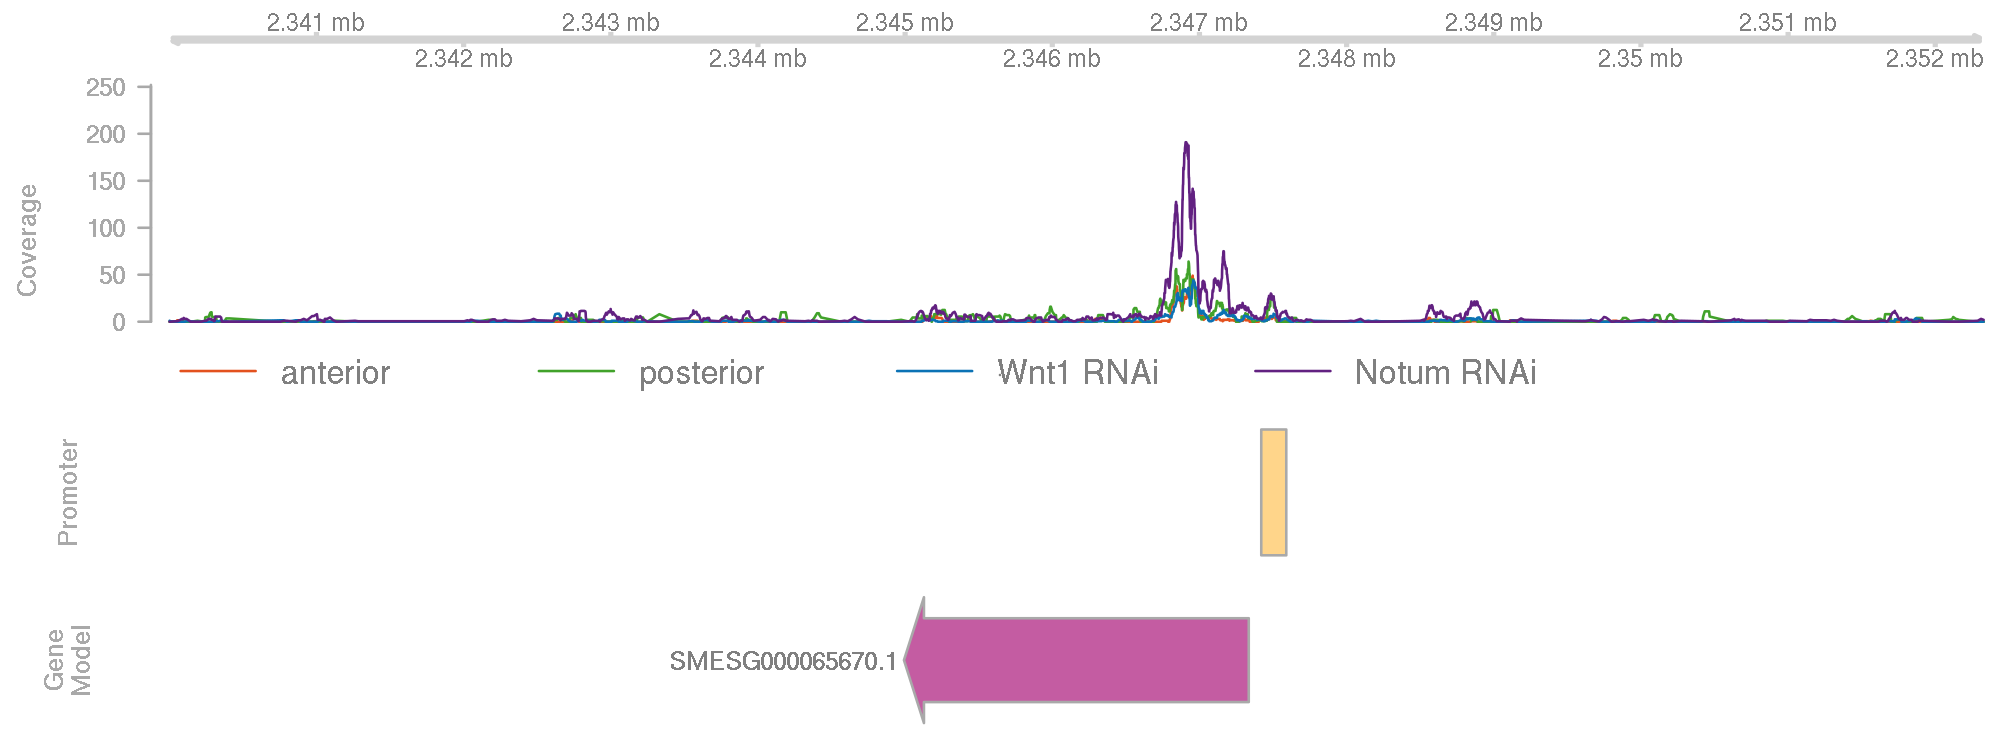 2.341 mb 2.343 mb 2.345 mb 2.347 mb 2.349 mb 2.351 mb
2.342 mb 2.344 mb 2.346 mb 2.348 mb 2.35 mb 2.352 mb
250
200
150
100
50
0
Coverage
anterior posterior Wnt1 RNAi Notum RNAi
Promoter
Gene
Model
SMESG000065670.1